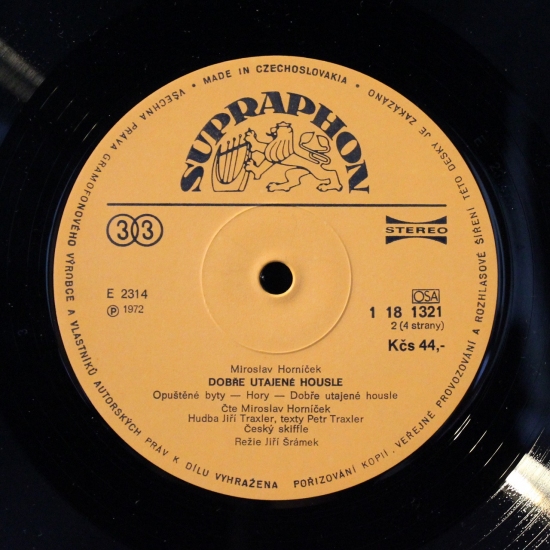 VŠECHNA PRÁVA GRAMOFONOVÉHO VÝROBCE A VLASTNÍKŮ AUTORSKÝCH PRÁV K DÍLU VYHRAŽENA POŘIZOVÁNÍ KOPIÍ, VEŘEJNÉ PROVOZOVÁNÍ A ROZHLASOVÉ ŠÍŘENÍ TÉTO DESKY JE ZAKÁZÁNO
• MADE IN CZECHOSLOVAKIA •
SUPRAPHON
33
STEREO
E 2314
Ⓟ 1972
OSA
1 18 1321
2 (4 strany)
Kčs 44,-
Miroslav Horníček
DOBŘE UTAJENÉ HOUSLE
Opuštěné byty — Hory — Dobře utajené housle
Čte Miroslav Horníček
Hudba Jiří Traxler, texty Petr Traxler
Český skiffle
Režie Jiří Šrámek